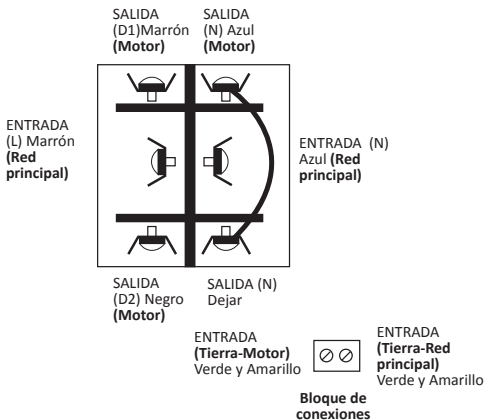 SALIDA
(D1)Marrón
(Motor)
SALIDA
(N) Azul
(Motor)
ENTRADA
(L) Marrón
(Red
principal)
ENTRADA (N)
Azul (Red
principal)
SALIDA
(D2) Negro
(Motor)
SALIDA (N)
Dejar
ENTRADA
(Tierra-Motor)
Verde y Amarillo
ENTRADA
(Tierra-Red
principal)
Verde y Amarillo
Bloque de
conexiones